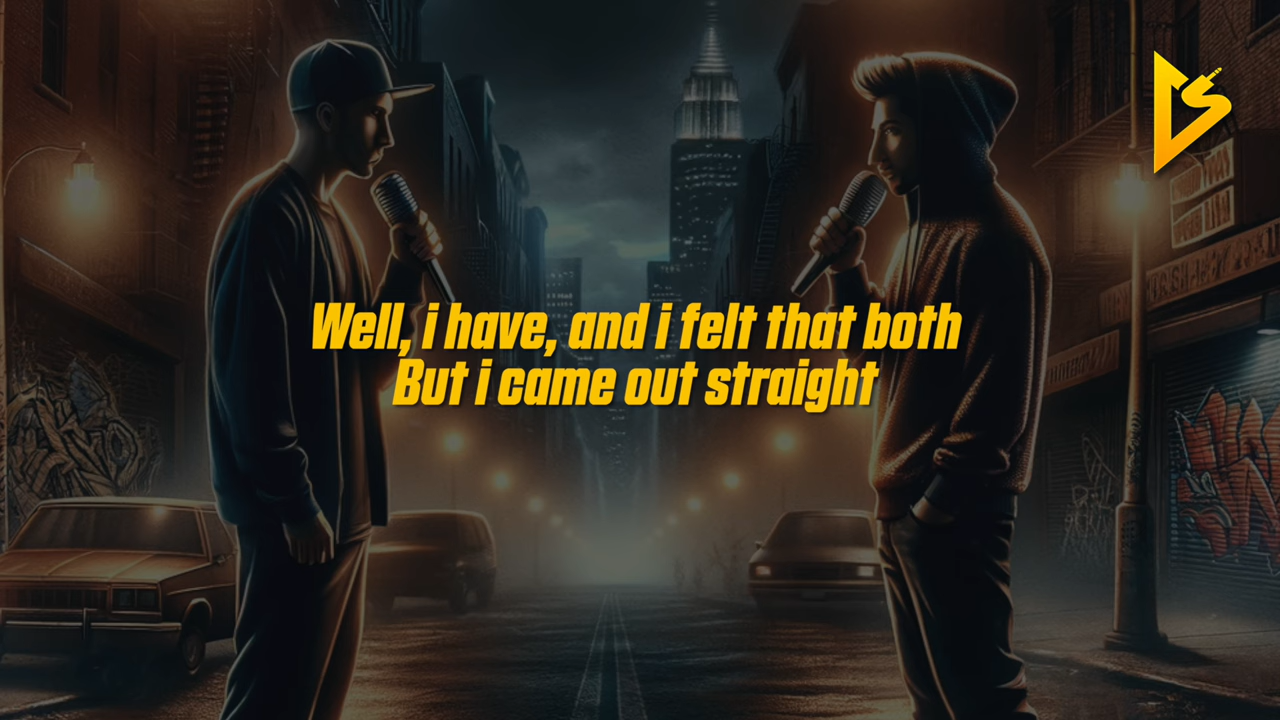 Well, i have, and i felt that both
But i came out straight